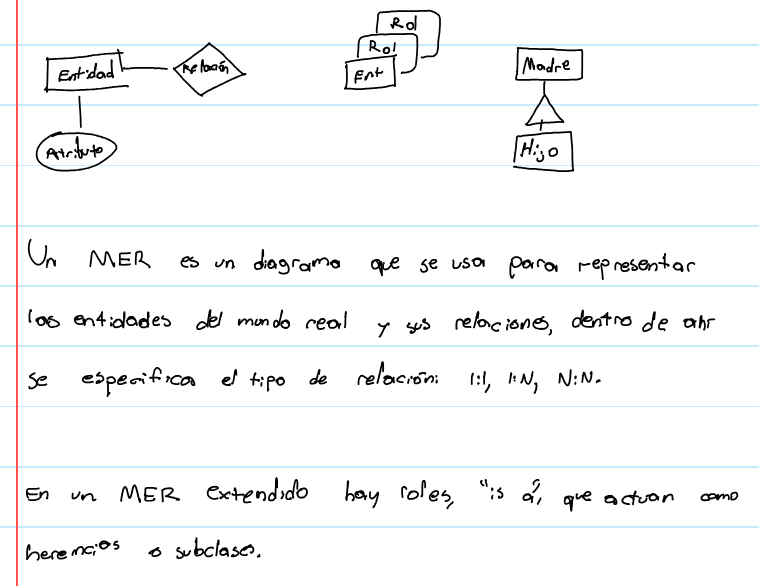 Rol
Rol
Entidad Relación Ent Madre
Atributo Hijo
Un MER es un diagrama que se usa para representar
las entidades del mundo real y sus relaciones, dentro de ahí
se especifica el tipo de relación: 1:1, 1:N, N:N.
En un MER extendido hay roles, "is a", que actuan como
herencias o subclases.